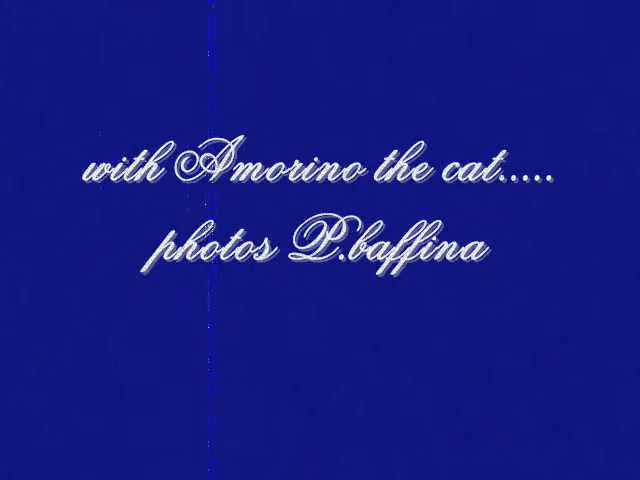 with Amorino the cat.....
photos P.baffina